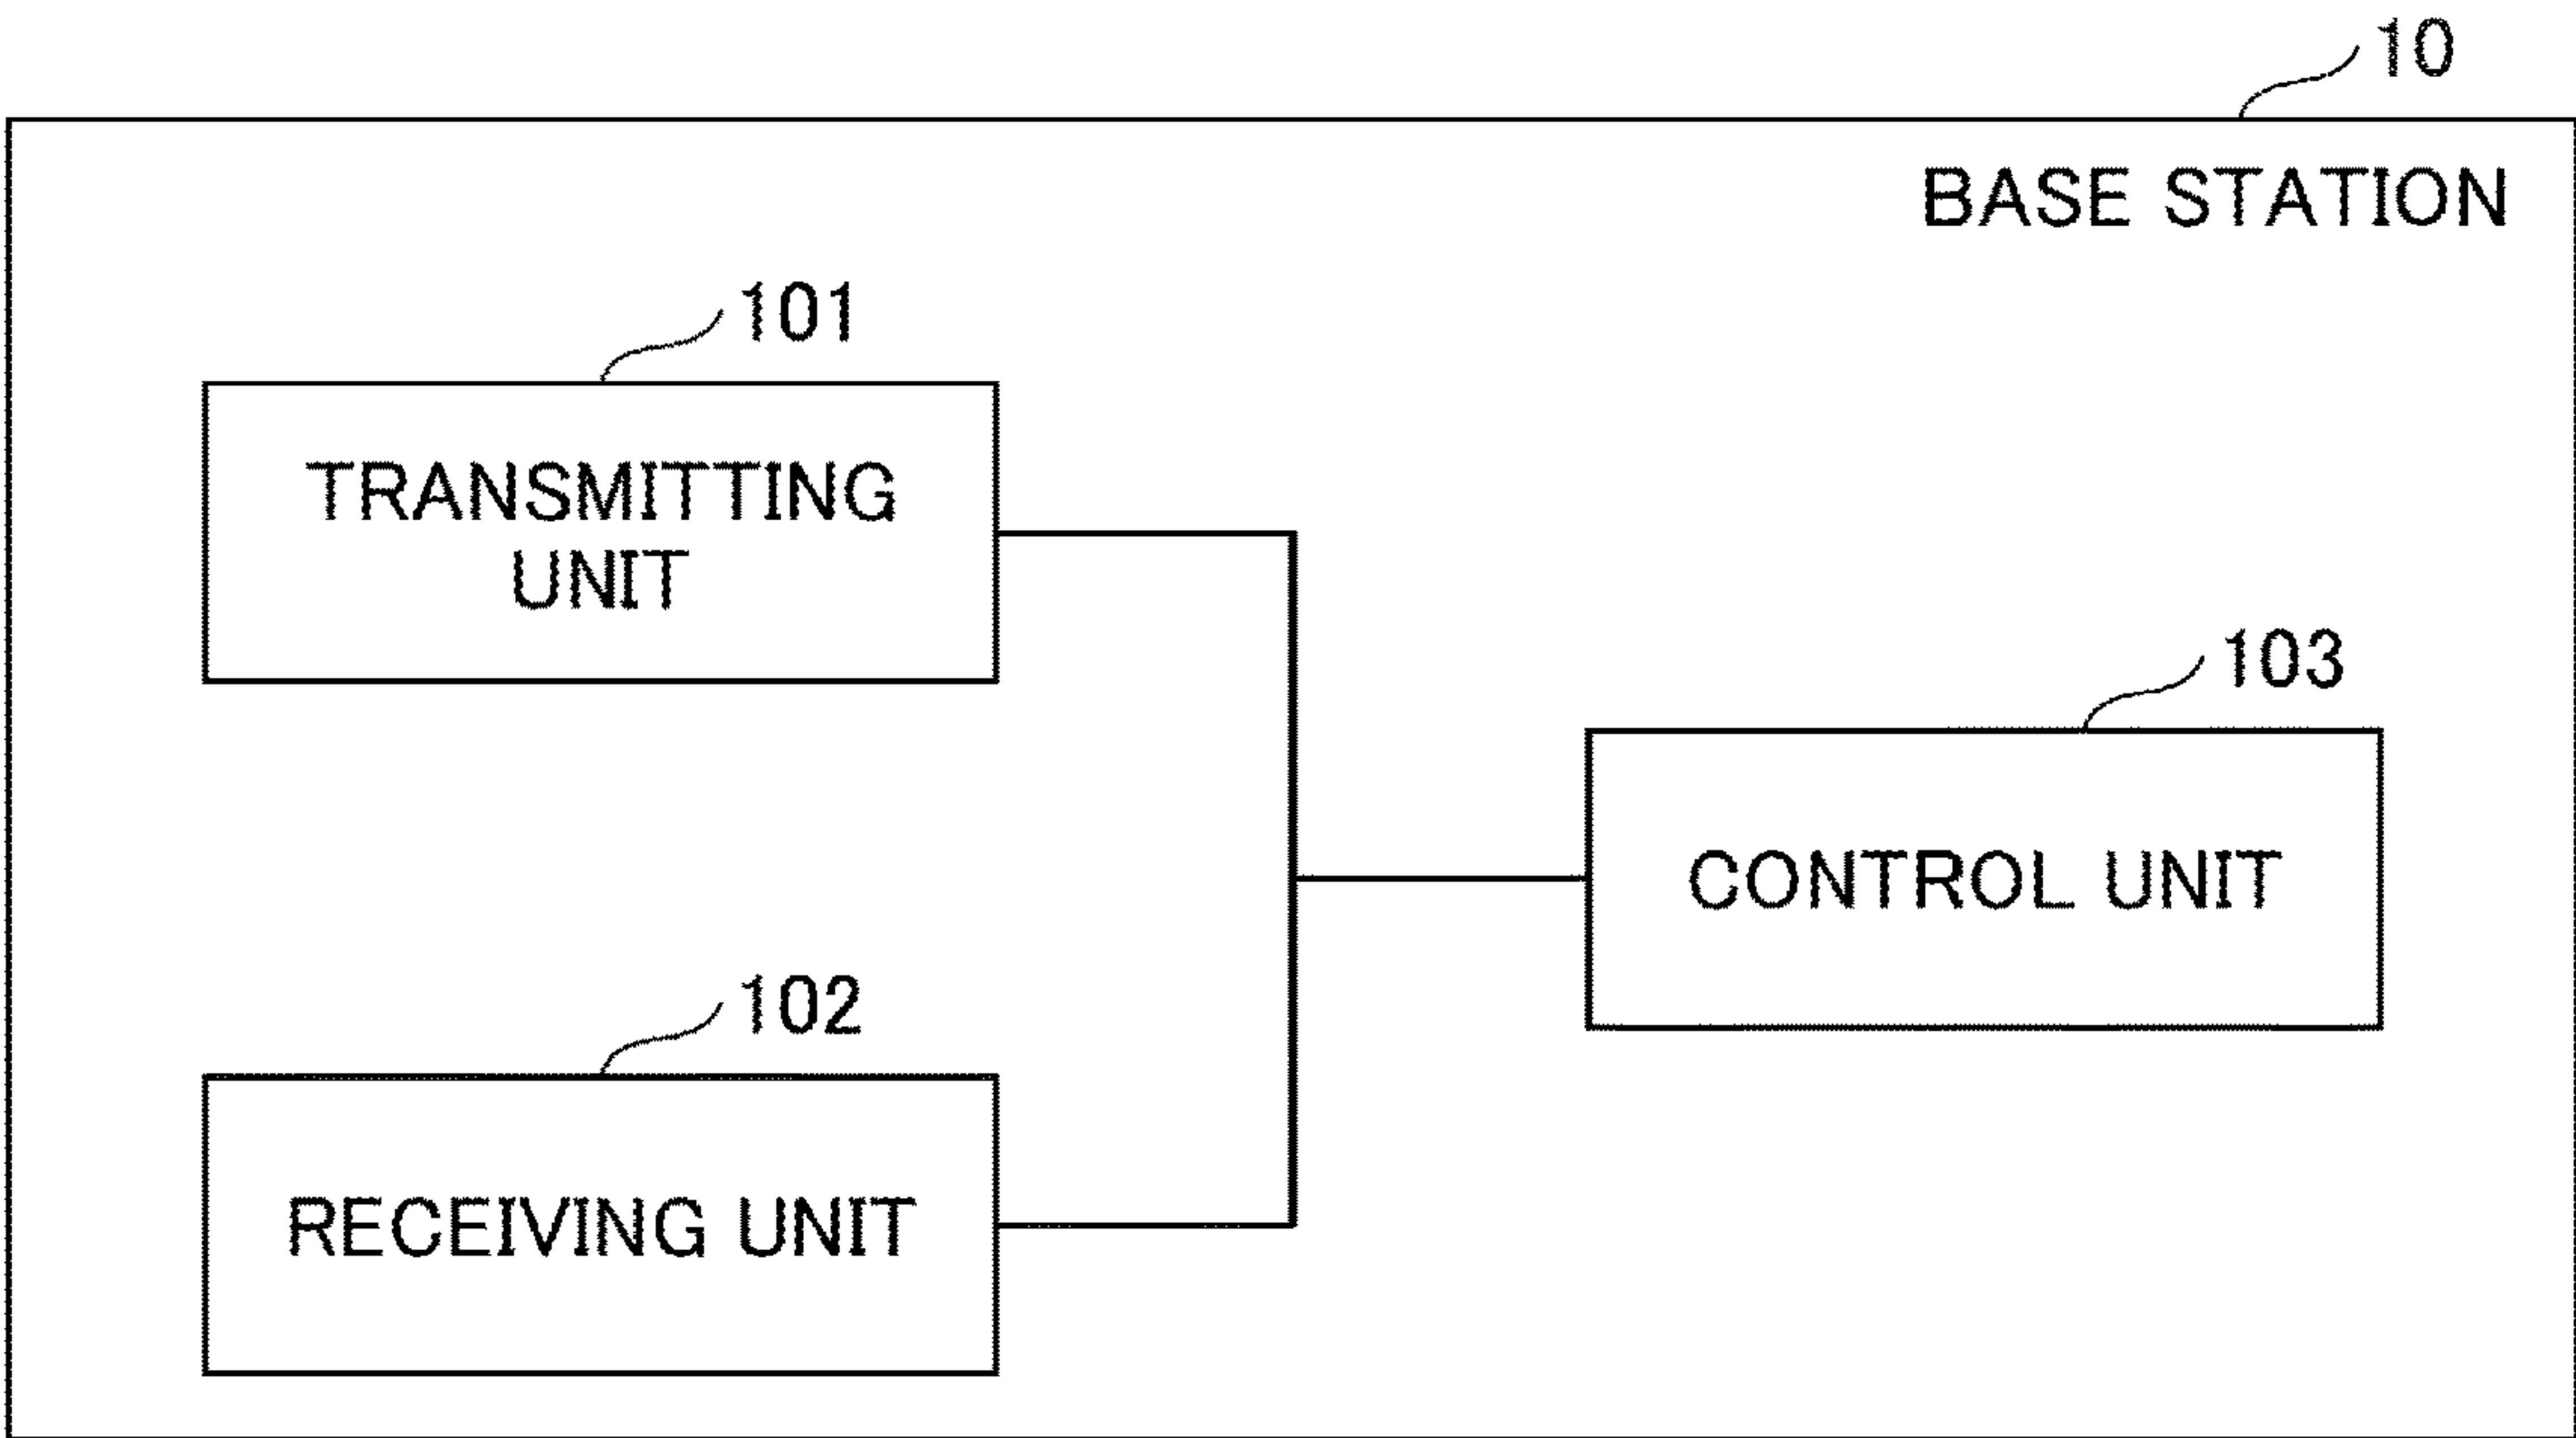 10
BASE STATION
101
TRANSMITTING
UNIT
103
CONTROL UNIT
102
RECEIVING UNIT